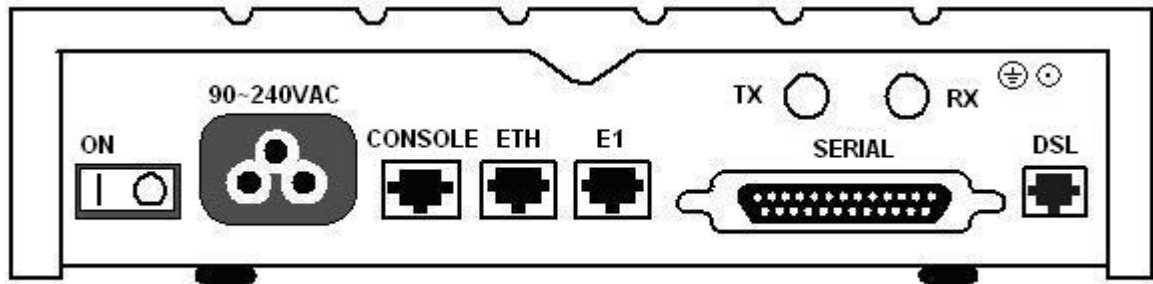 90~240VAC
TX
RX
ON
CONSOLE
ETH
E1
SERIAL
DSL